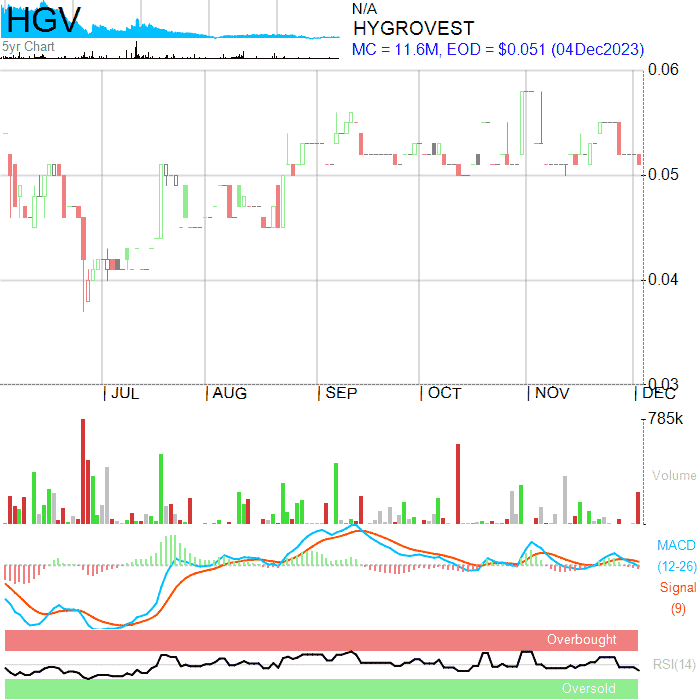 HGV
5yr Chart
N/A
HYGROVEST
MC = 11.6M, EOD = $0.051 (04Dec2023)
0.06
0.05
0.04
0.03
JUL AUG SEP OCT NOV DEC
785k
Volume
MACD
(12-26)
Signal
(9)
Overbought
RSI(14)
Oversold